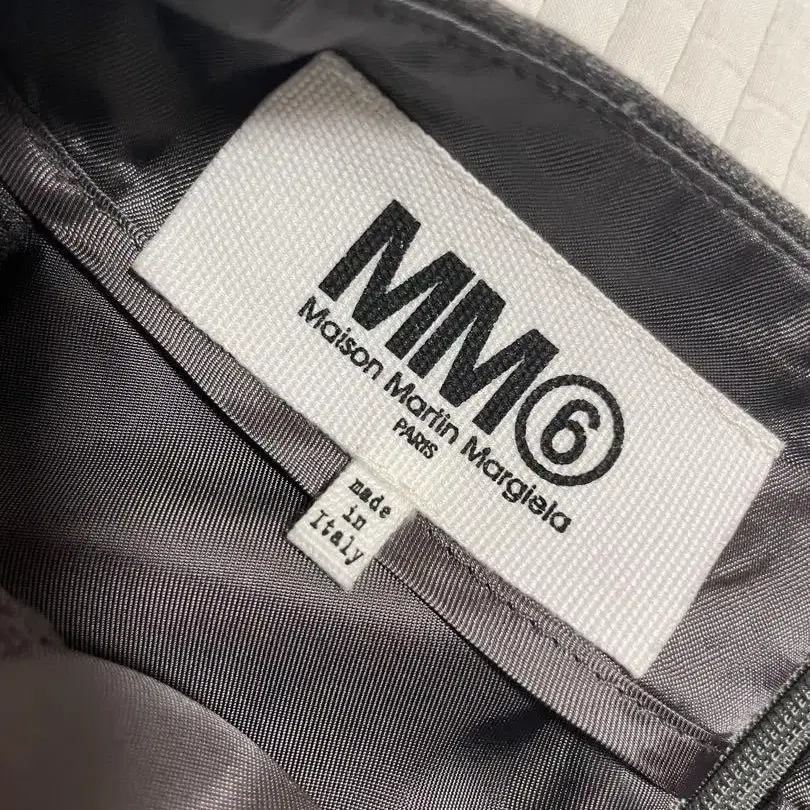 MM⑥
Maison Martin Margiela
PARIS
made
in
Italy